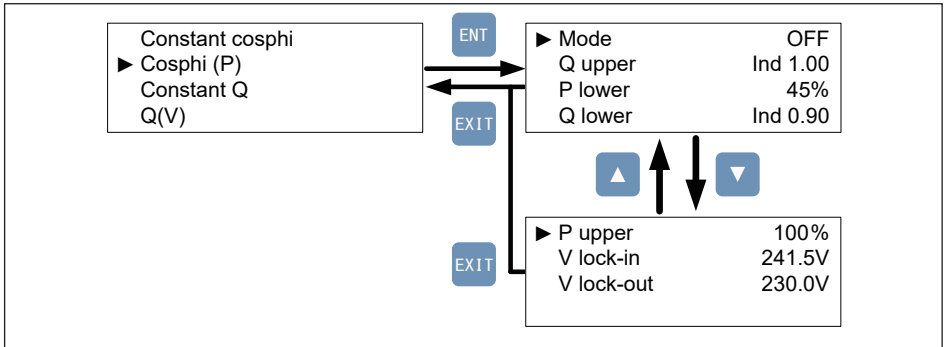 Constant cosphi
► Cosphi (P)
Constant Q
Q(V)
ENT
EXIT
► Mode OFF
Q upper Ind 1.00
P lower 45%
Q lower Ind 0.90
▲
▼
EXIT
► P upper 100%
V lock-in 241.5V
V lock-out 230.0V